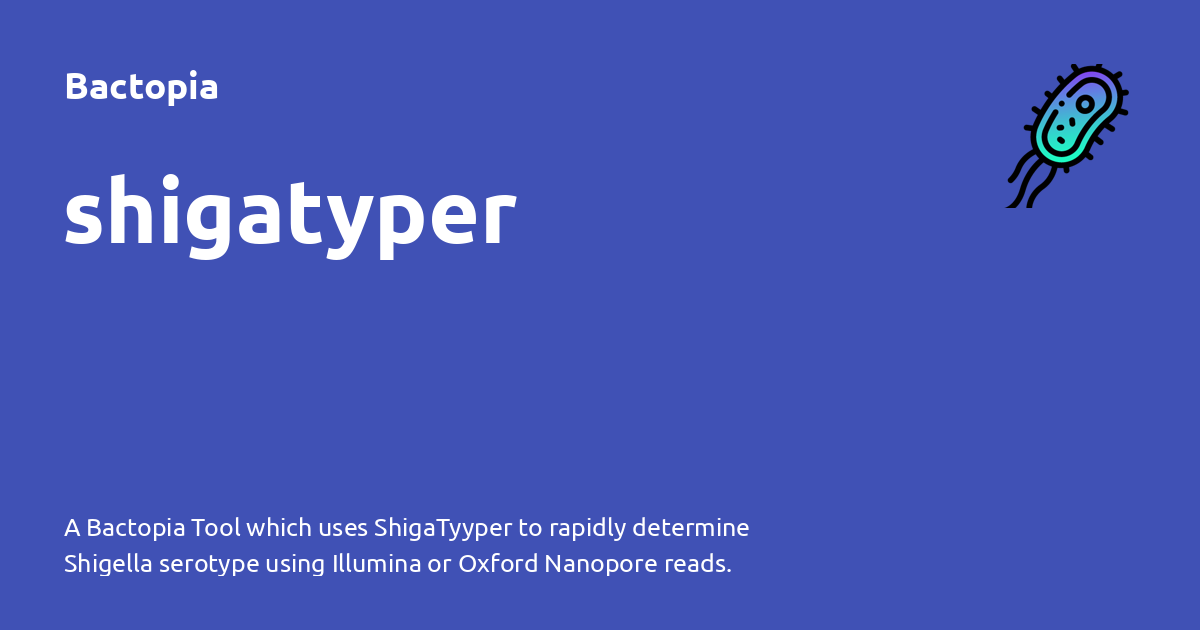 Bactopia
shigatyper
A Bactopia Tool which uses ShigaTyyper to rapidly determine
Shigella serotype using Illumina or Oxford Nanopore reads.